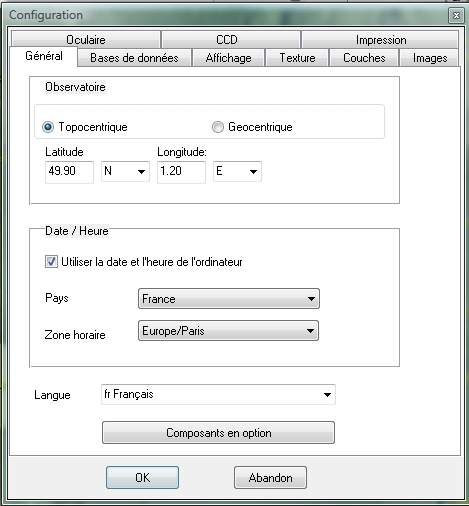 Configuration
Oculaire CCD Impression
Général Bases de données Affichage Texture Couches Images
Observatoire
Topocentrique Geocentrique
Latitude Longitude:
49.90 N 1.20 E
Date / Heure
Utiliser la date et l'heure de l'ordinateur
Pays France
Zone horaire Europe/Paris
Langue fr Français
Composants en option
OK Abandon